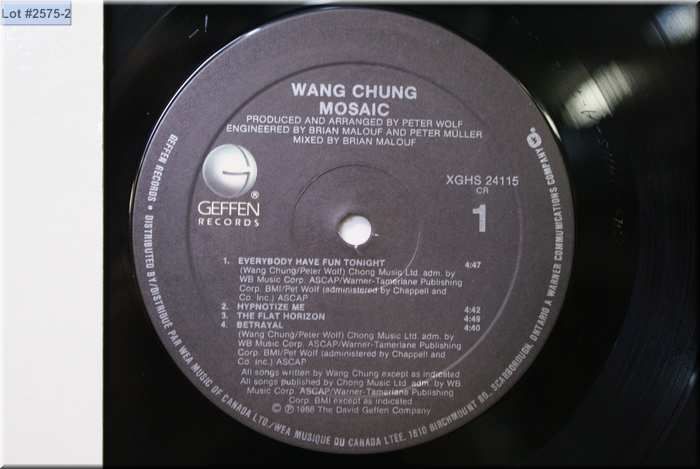 Lot #2575-2
WANG CHUNG
MOSAIC
PRODUCED AND ARRANGED BY PETER WOLF
ENGINEERED BY BRIAN MALOUF AND PETER MÜLLER
MIXED BY BRIAN MALOUF
XGHS 24115
CR
1
GEFFEN
RECORDS
®
1. EVERYBODY HAVE FUN TONIGHT 4:47
(Wang Chung/Peter Wolf) Chong Music Ltd. adm. by
WB Music Corp. ASCAP/Warner-Tamerlane Publishing
Corp. BMI/Pet Wolf (administered by Chappell and
Co. Inc.) ASCAP
2. HYPNOTIZE ME 4:42
3. THE FLAT HORIZON 4:49
4. BETRAYAL 4:40
(Wang Chung/Peter Wolf) Chong Music Ltd. adm. by
WB Music Corp. ASCAP/Warner-Tamerlane Publishing
Corp. BMI/Pet Wolf (administered by Chappell and
Co. Inc.) ASCAP
All songs written by Wang Chung except as indicated
All songs published by Chong Music Ltd. adm. by WB
Music Corp. ASCAP/Warner-Tamerlane Publishing
Corp. BMI except as indicated
© ℗ 1986 The David Geffen Company
GEFFEN RECORDS • DISTRIBUTED BY/DISTRIBUÉ PAR WEA MUSIC OF CANADA LTD./WEA MUSIQUE DU CANADA LTÉE, 1810 BIRCHMOUNT RD., SCARBOROUGH, ONTARIO A WARNER COMMUNICATIONS COMPANY.